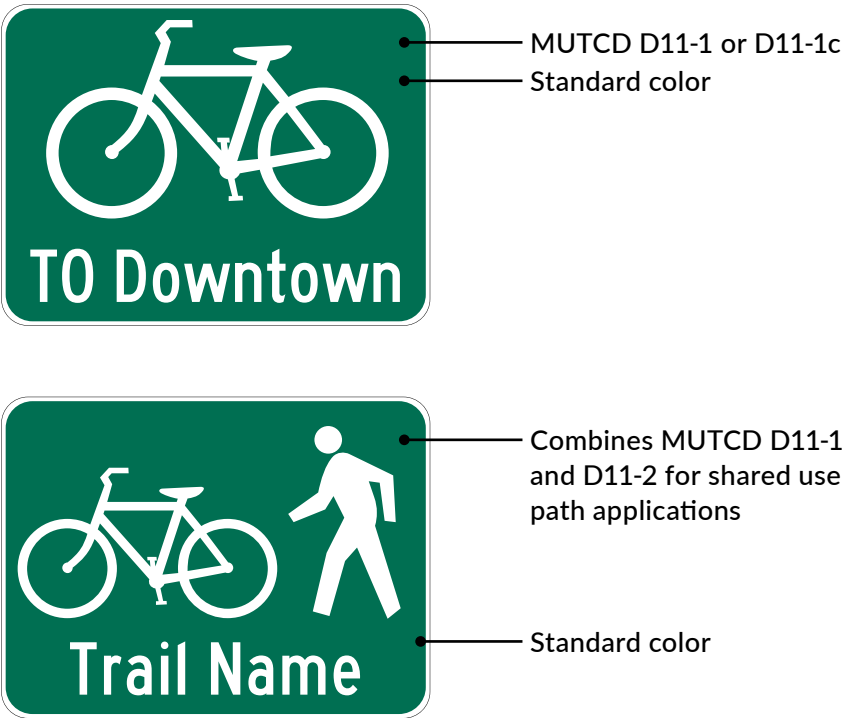 MUTCD D11-1 or D11-1c
Standard color
TO Downtown
Combines MUTCD D11-1
and D11-2 for shared use
path applications
Standard color
Trail Name